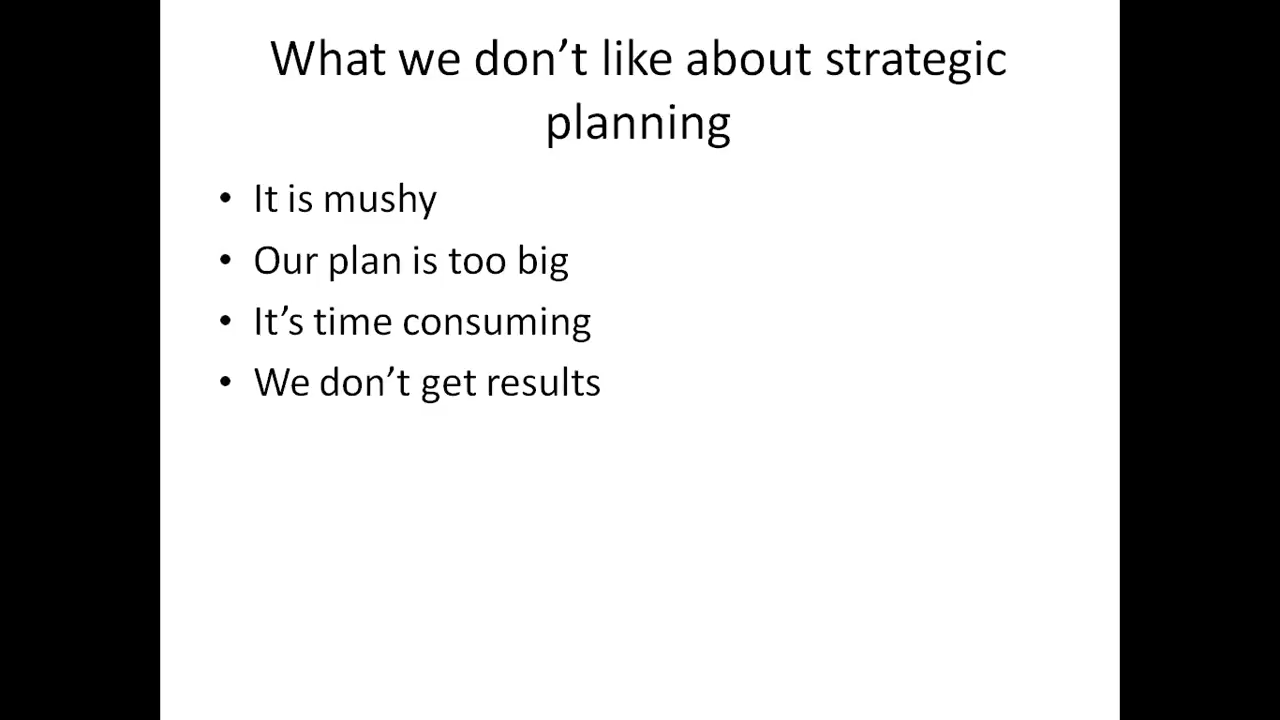 What we don’t like about strategic
planning
• It is mushy
• Our plan is too big
• It’s time consuming
• We don’t get results